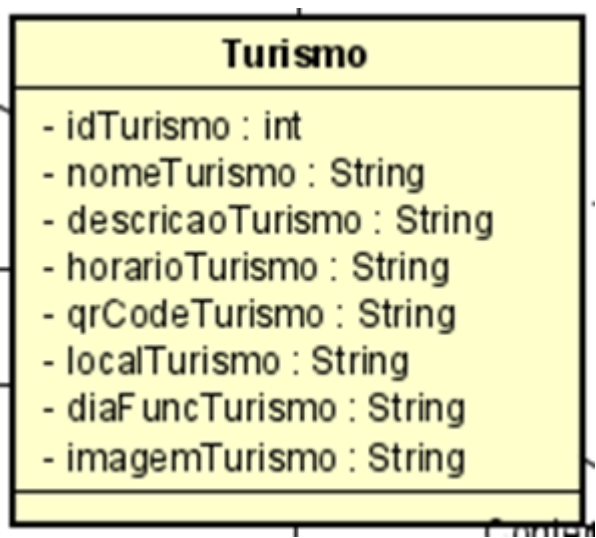 Turismo
- idTurismo : int
- nomeTurismo : String
- descricaoTurismo : String
- horarioTurismo : String
- qrCodeTurismo : String
- localTurismo : String
- diaFuncTurismo : String
- imagemTurismo : String